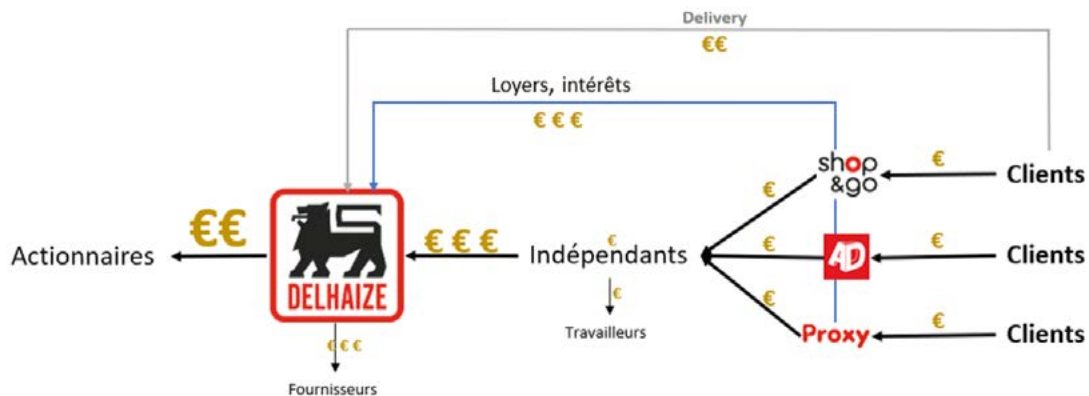 Delivery
€€
Loyers, intérêts
€ € €
shop
&go
€
Clients
€
€€
Actionnaires
€ € €
€
Indépendants
€
AD
€
Clients
DELHAIZE
€
Travailleurs
€
Proxy
€
Clients
€ € €
Fournisseurs